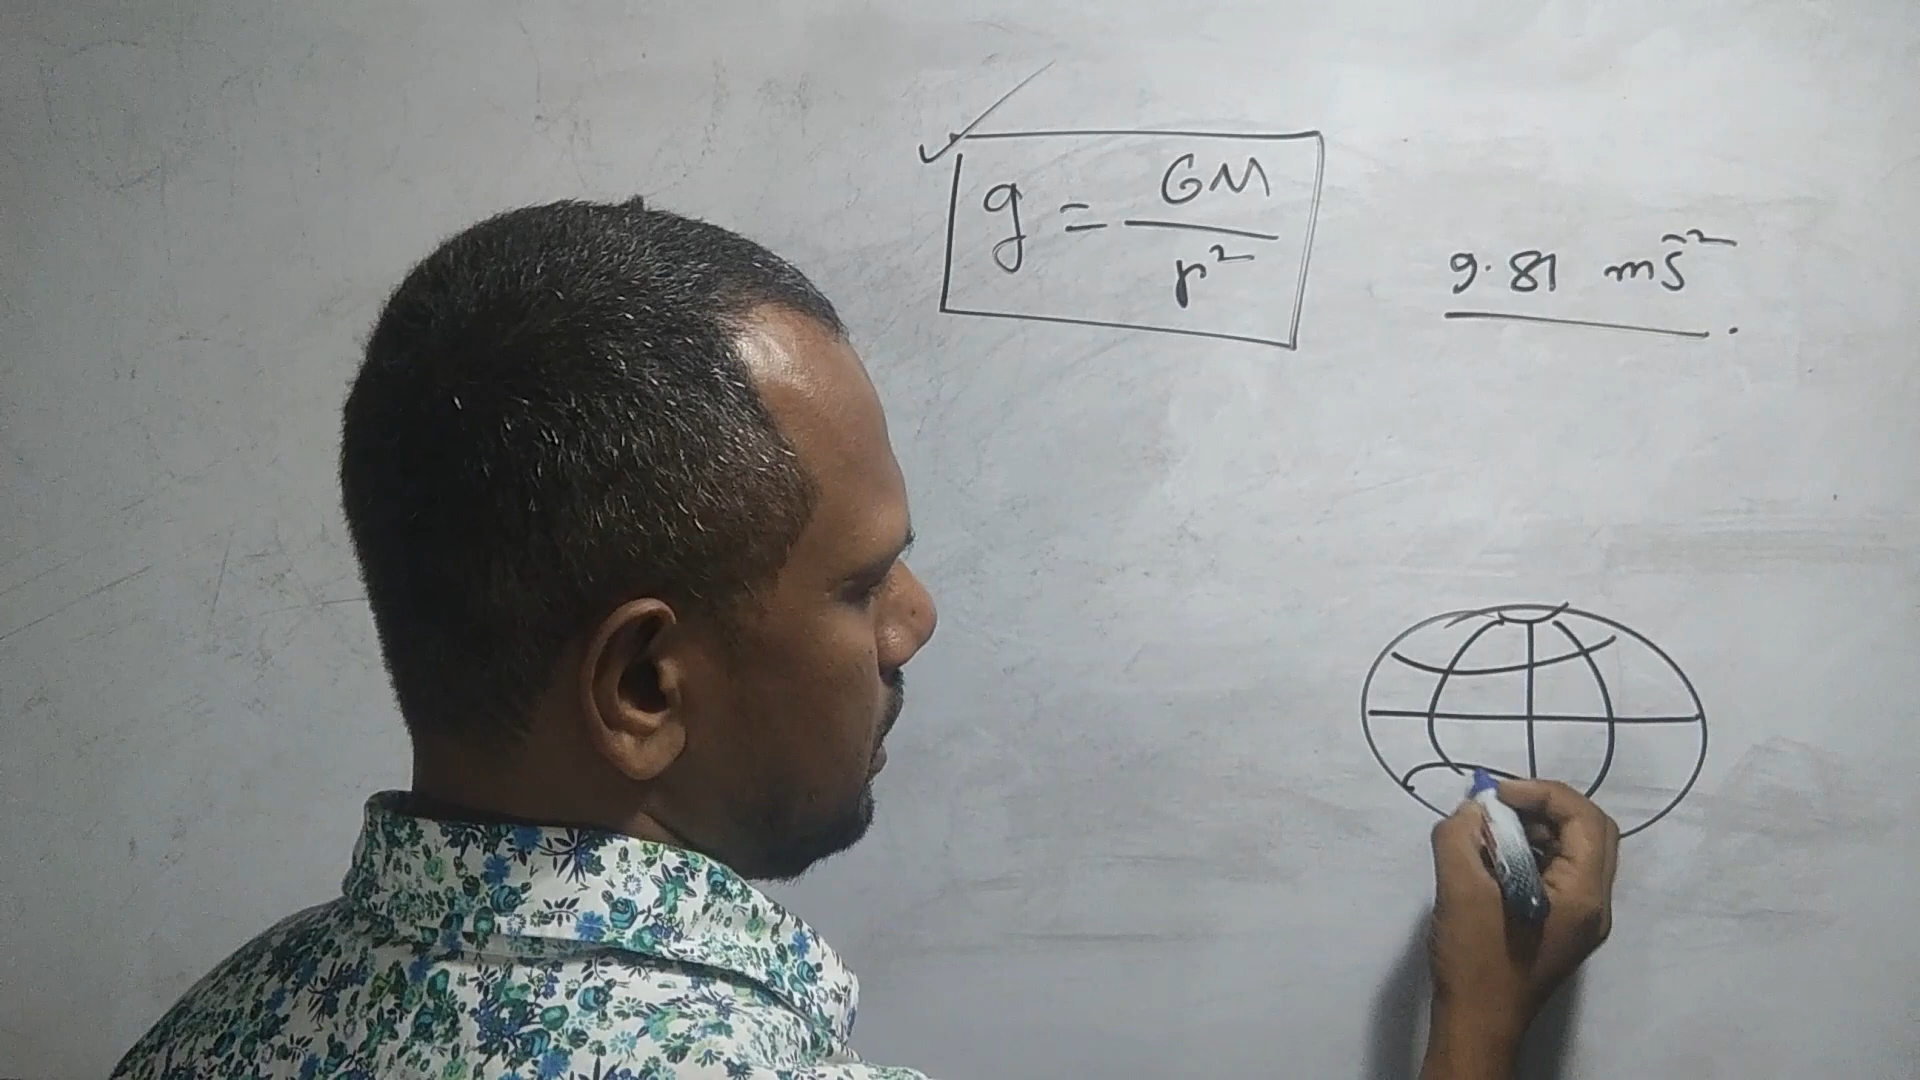 g = GM / r²
9.81 ms⁻²